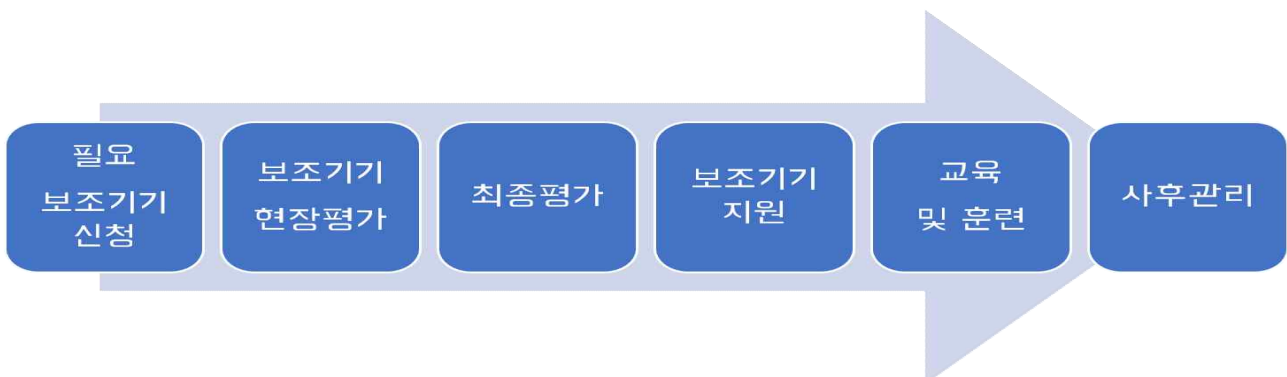 필요
보조기기
신청
보조기기
현장평가
최종평가
보조기기
지원
교육
및 훈련
사후관리